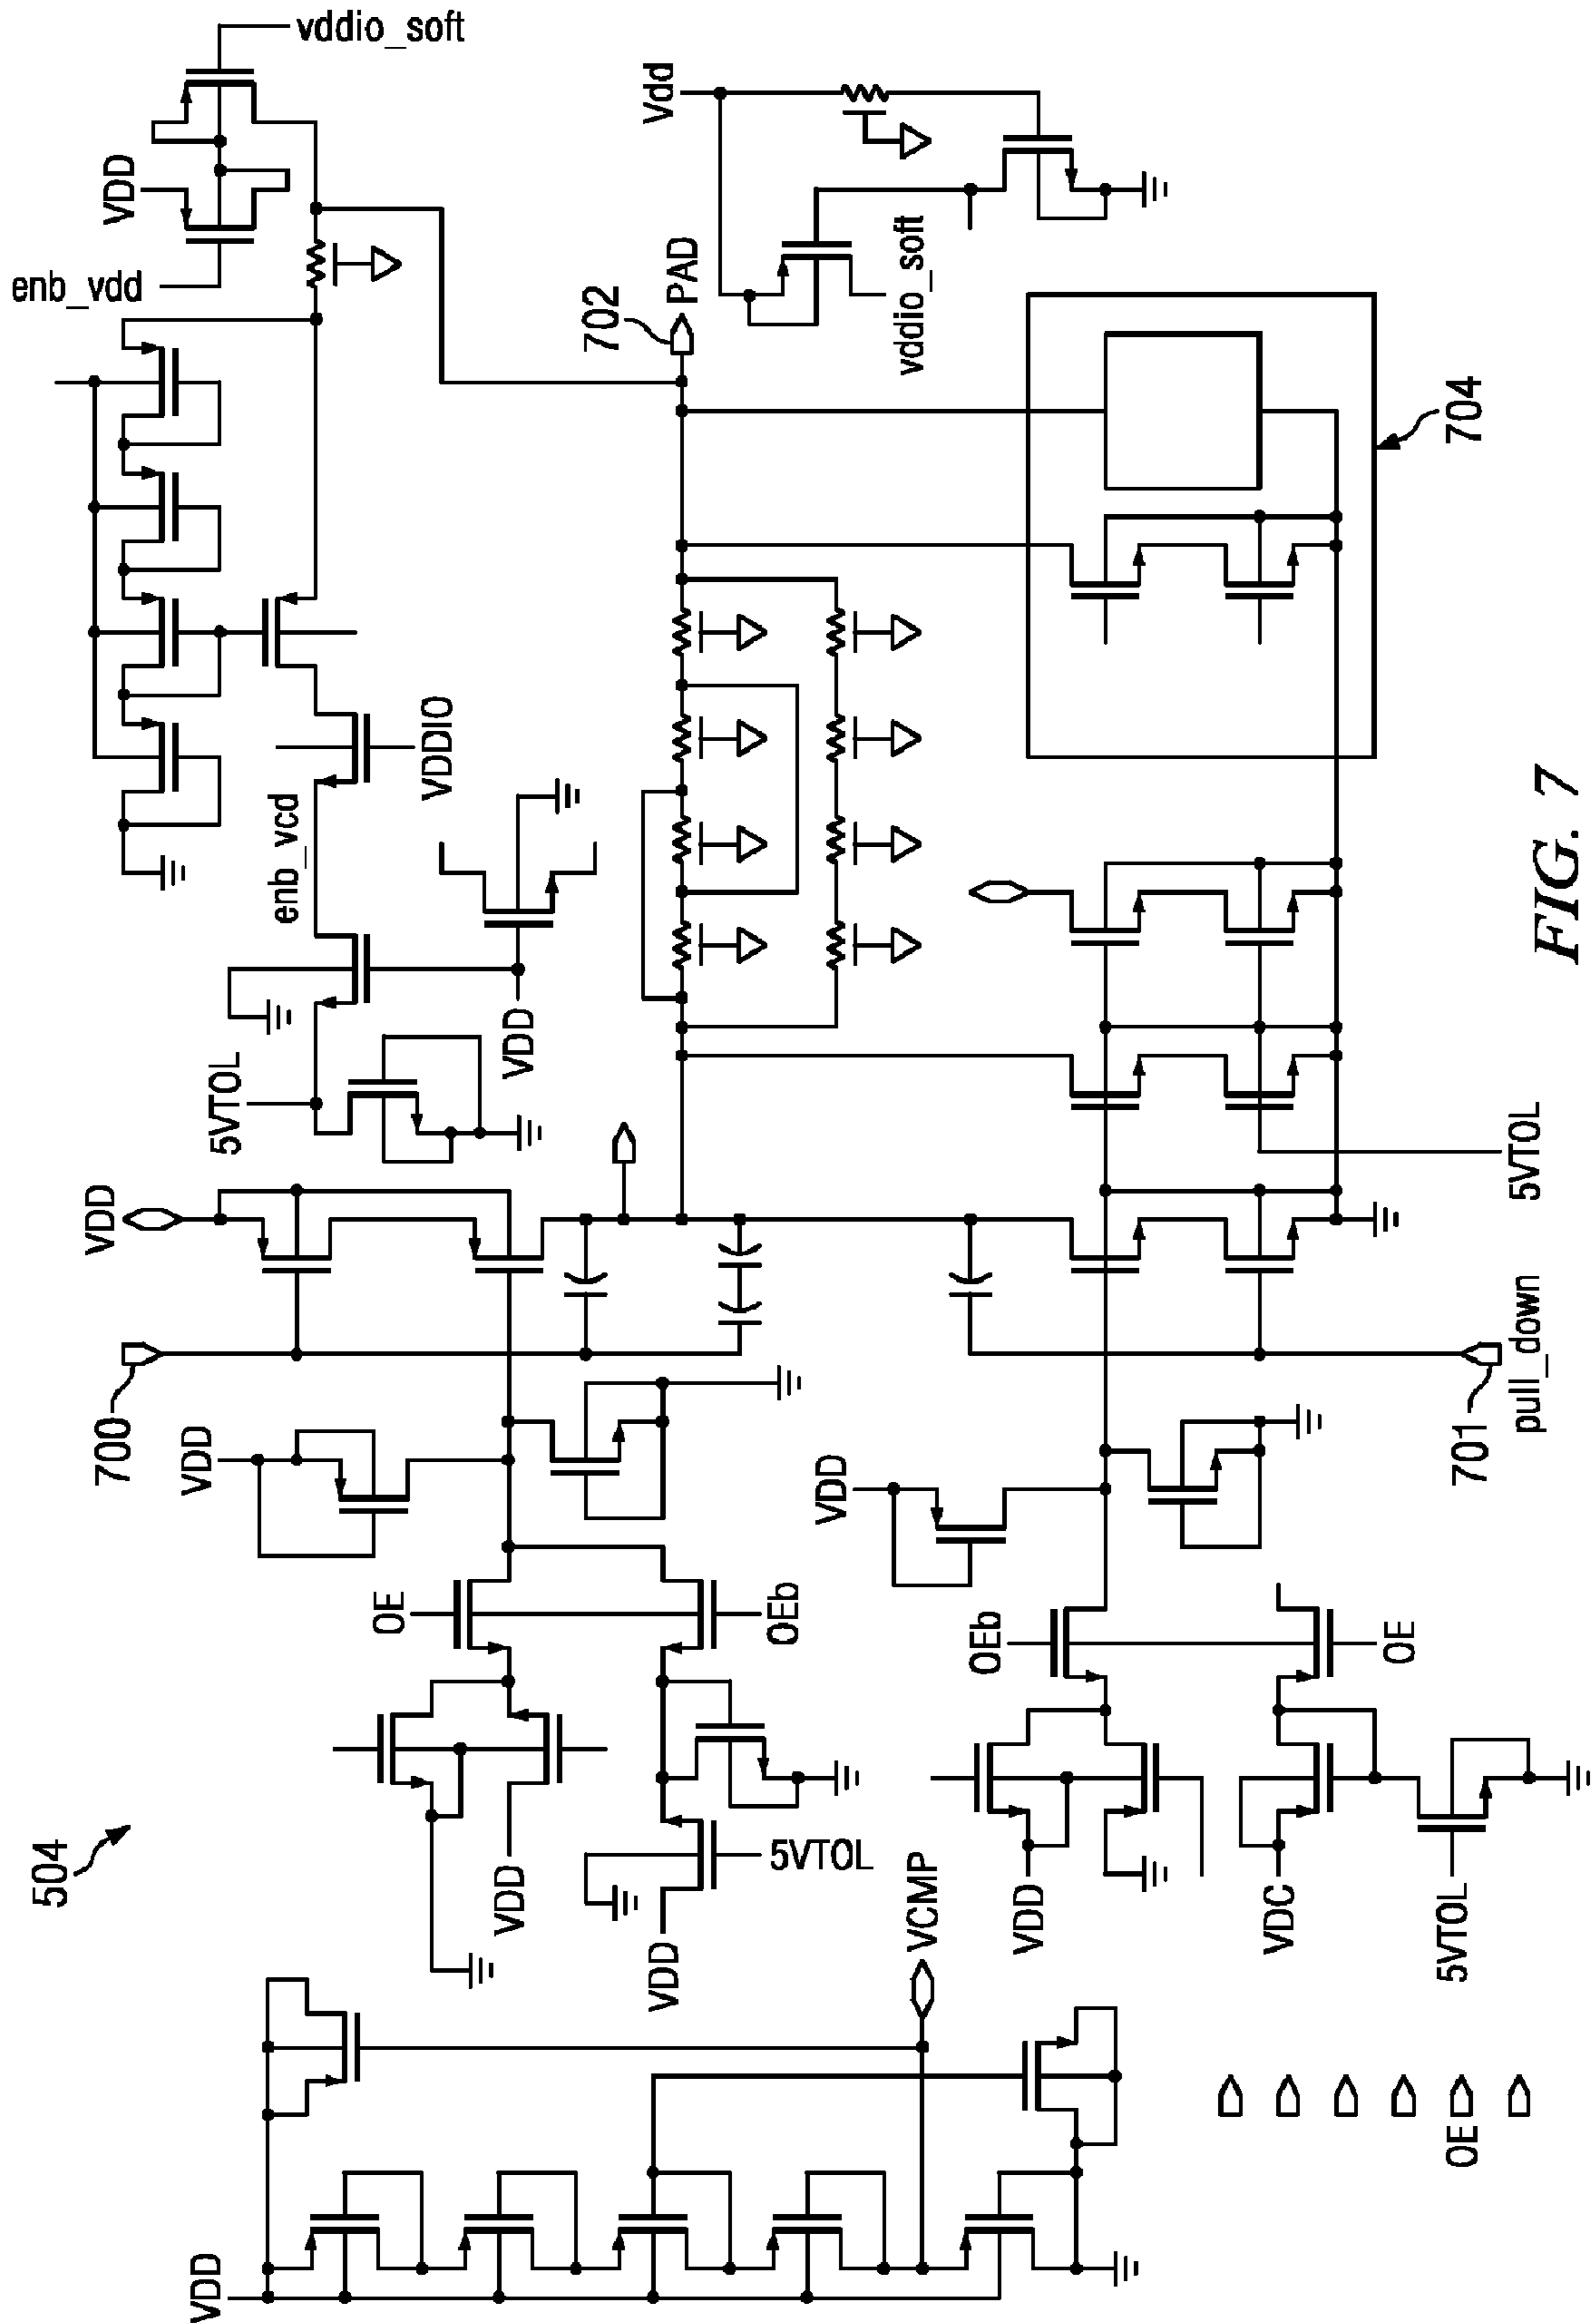 vddio_soft
VDD
enb_vdd
Vdd
702
PAD
vddio_soft
704
VDDIO
enb_vcd
VDD
5VTOL
FIG. 7
VDD
5VTOL
700
701
pull_down
VDD
VDD
OE
OEb
OEb
OE
504
VDD
5VTOL
VDD
VCMP
VDD
VDC
5VTOL
OE
VDD